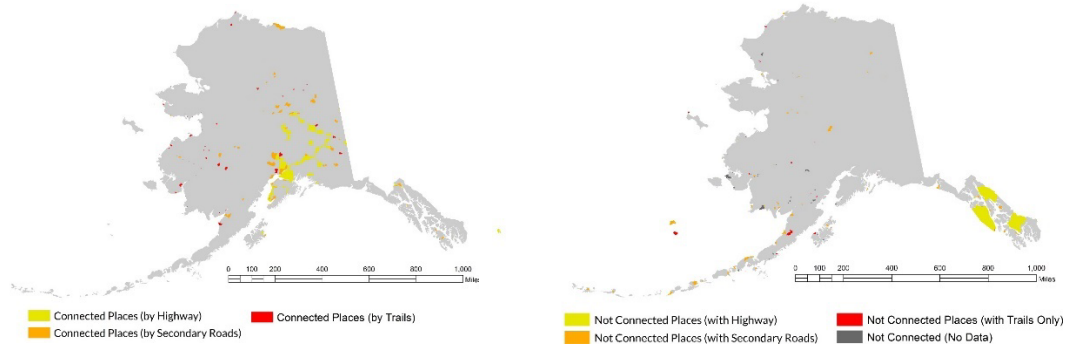 0 100 200 400 600 800 1,000
Miles
Connected Places (by Highway)
Connected Places (by Trails)
Connected Places (by Secondary Roads)
0 100 200 400 600 800 1,000
Miles
Not Connected Places (with Highway)
Not Connected Places (with Trails Only)
Not Connected Places (with Secondary Roads)
Not Connected (No Data)